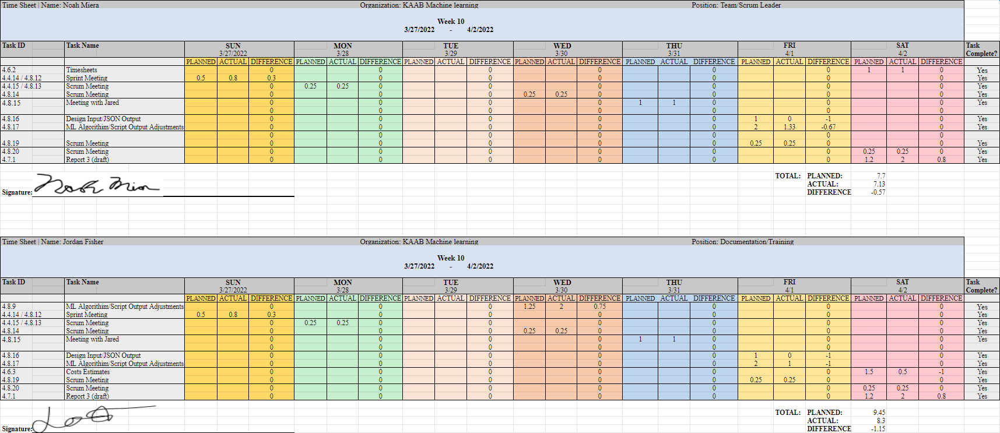 Time Sheet | Name: Noah Miera Organization: KAAB Machine learning Position: Team/Scrum Leader
Week 10
3/27/2022 - 4/2/2022
Task ID Task Name SUN MON TUE WED THU FRI SAT Task
3/27/2022 3/28 3/29 3/30 3/31 4/1 4/2 Complete?
PLANNED ACTUAL DIFFERENCE PLANNED ACTUAL DIFFERENCE PLANNED ACTUAL DIFFERENCE PLANNED ACTUAL DIFFERENCE PLANNED ACTUAL DIFFERENCE PLANNED ACTUAL DIFFERENCE PLANNED ACTUAL DIFFERENCE
4.6.2 Timesheets 0 0 0 0 0 0 1 1 0 Yes
4.4.14 / 4.8.12 Sprint Meeting 0.5 0.8 0.3 0 0 0 0 0 0 Yes
4.4.15 / 4.8.13 Scrum Meeting 0 0.25 0.25 0 0 0 0 0 0 Yes
4.8.14 Scrum Meeting 0 0 0 0.25 0.25 0 0 0 0 Yes
4.8.15 Meeting with Jared 0 0 0 0 1 1 0 0 0 Yes
0 0 0 0 0 0 0
4.8.16 Design Input/JSON Output 0 0 0 0 0 1 0 -1 0 Yes
4.8.17 ML Algorithim/Script Output Adjustments 0 0 0 0 0 2 1.33 -0.67 0 Yes
0 0 0 0 0 0 0
4.8.19 Scrum Meeting 0 0 0 0 0 0.25 0.25 0 0 Yes
4.8.20 Scrum Meeting 0 0 0 0 0 0 0.25 0.25 0 Yes
4.7.1 Report 3 (draft) 0 0 0 0 0 0 1.2 2 0.8 Yes
TOTAL: PLANNED: 7.7
ACTUAL: 7.13
Signature: Noah Miera DIFFERENCE -0.57
Time Sheet | Name: Jordan Fisher Organization: KAAB Machine learning Position: Documentation/Training
Week 10
3/27/2022 - 4/2/2022
Task ID Task Name SUN MON TUE WED THU FRI SAT Task
3/27/2022 3/28 3/29 3/30 3/31 4/1 4/2 Complete?
PLANNED ACTUAL DIFFERENCE PLANNED ACTUAL DIFFERENCE PLANNED ACTUAL DIFFERENCE PLANNED ACTUAL DIFFERENCE PLANNED ACTUAL DIFFERENCE PLANNED ACTUAL DIFFERENCE PLANNED ACTUAL DIFFERENCE
4.8.9 ML Algorithim/Script Output Adjustments 0 0 0 1.25 2 0.75 0 0 0 Yes
4.4.14 / 4.8.12 Sprint Meeting 0.5 0.8 0.3 0 0 0 0 0 0 Yes
4.4.15 / 4.8.13 Scrum Meeting 0 0.25 0.25 0 0 0 0 0 0 Yes
4.8.14 Scrum Meeting 0 0 0 0.25 0.25 0 0 0 0 Yes
4.8.15 Meeting with Jared 0 0 0 0 1 1 0 0 0 Yes
0 0 0 0 0 0 0
4.8.16 Design Input/JSON Output 0 0 0 0 0 1 0 -1 0 Yes
4.8.17 ML Algorithim/Script Output Adjustments 0 0 0 0 0 2 1 -1 0 Yes
4.6.3 Costs Estimates 0 0 0 0 0 0 1.5 0.5 -1 Yes
4.8.19 Scrum Meeting 0 0 0 0 0 0.25 0.25 0 0 Yes
4.8.20 Scrum Meeting 0 0 0 0 0 0 0.25 0.25 0 Yes
4.7.1 Report 3 (draft) 0 0 0 0 0 0 1.2 2 0.8 Yes
TOTAL: PLANNED: 9.45
ACTUAL: 8.3
Signature: DIFFERENCE -1.15